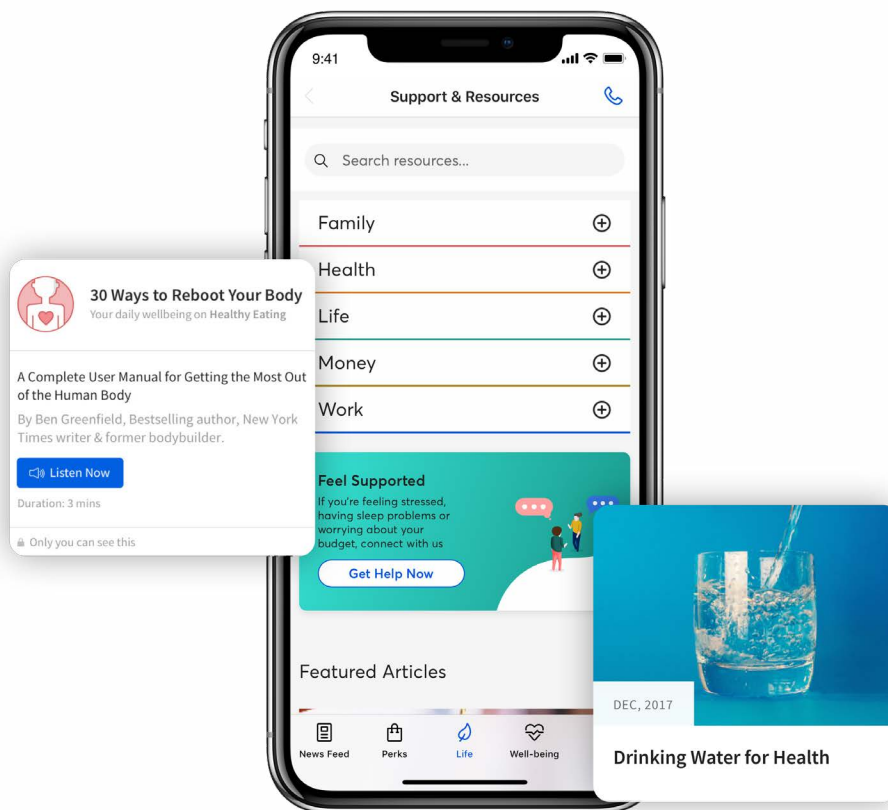 9:41
Support & Resources
Search resources...
Family
Health
Life
Money
Work
30 Ways to Reboot Your Body
Your daily wellbeing on Healthy Eating
A Complete User Manual for Getting the Most Out
of the Human Body
By Ben Greenfield, Bestselling author, New York
Times writer & former bodybuilder.
Listen Now
Duration: 3 mins
Only you can see this
Feel Supported
If you're feeling stressed,
having sleep problems or
worrying about your
budget, connect with us
Get Help Now
Featured Articles
News Feed
Perks
Life
Well-being
DEC, 2017
Drinking Water for Health